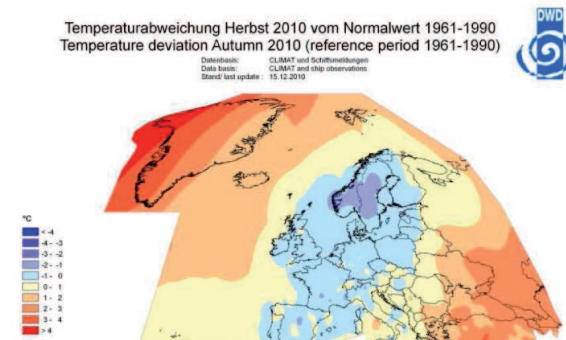 Temperaturabweichung Herbst 2010 vom Normalwert 1961-1990
Temperature deviation Autumn 2010 (reference period 1961-1990)
DWD
Datenbasis: CLIMAT und Schiffsmeldungen
Data basis: CLIMAT and ship observations
Stand/ last update : 15.12.2010
°C
< -4
-4 - -3
-3 - -2
-2 - -1
-1 - 0
0 - 1
1 - 2
2 - 3
3 - 4
> 4